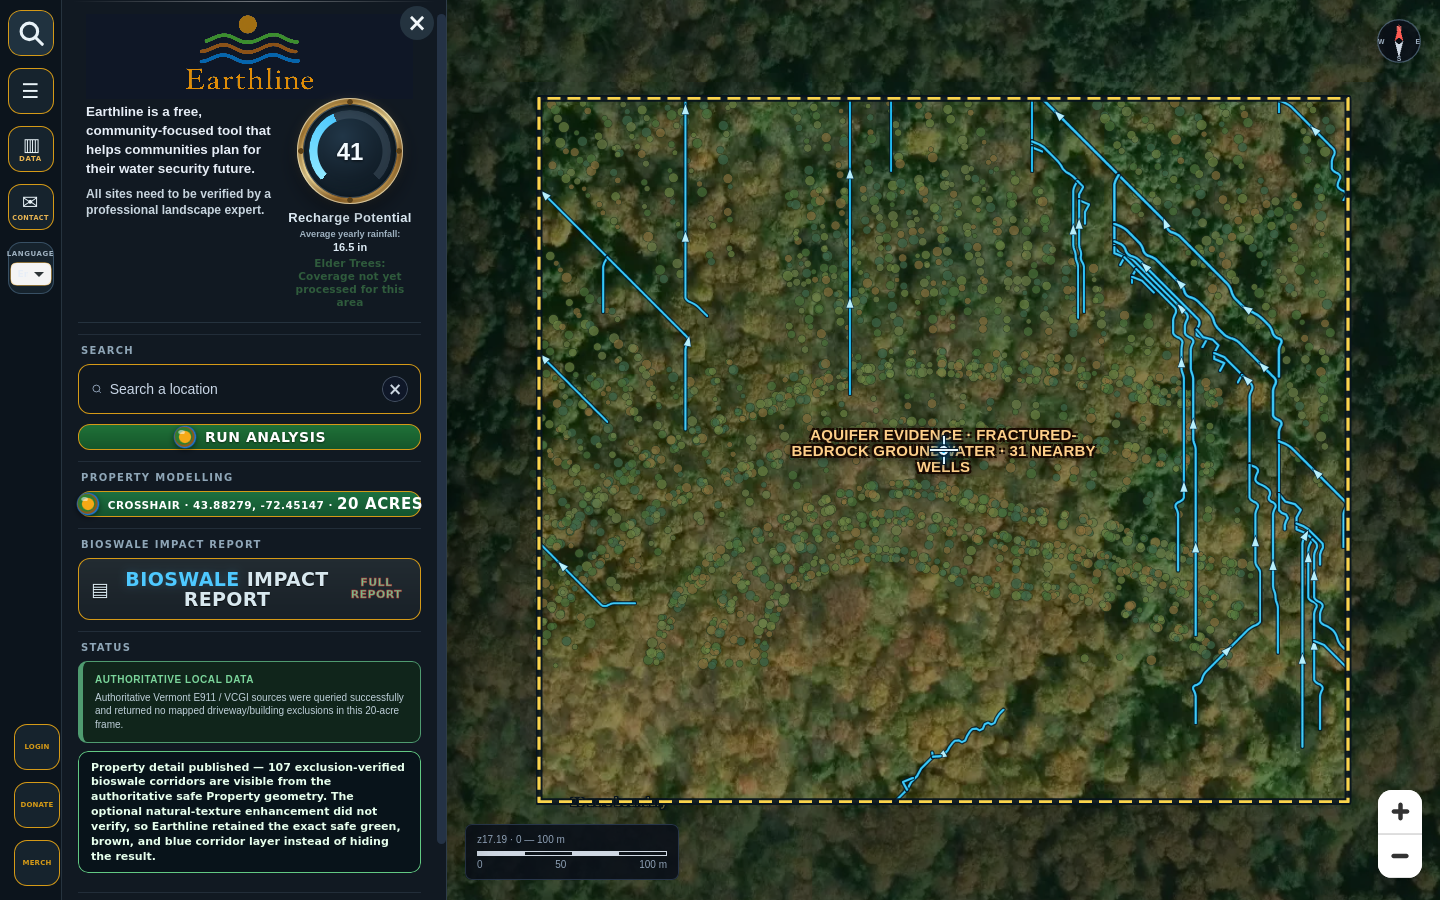 DATA
CONTACT
LANGUAGE
LOGIN
DONATE
MERCH
Earthline
Earthline is a free,
community-focused tool that
helps communities plan for
their water security future.
All sites need to be verified by a
professional landscape expert.
41
Recharge Potential
Average yearly rainfall:
16.5 in
Elder Trees:
Coverage not yet
processed for this
area
SEARCH
Search a location
RUN ANALYSIS
PROPERTY MODELLING
CROSSHAIR · 43.88279, -72.45147 · 20 ACRES
BIOSWALE IMPACT REPORT
BIOSWALE IMPACT
REPORT
FULL
REPORT
STATUS
AUTHORITATIVE LOCAL DATA
Authoritative Vermont E911 / VCGI sources were queried successfully
and returned no mapped driveway/building exclusions in this 20-acre
frame.
Property detail published — 107 exclusion-verified
bioswale corridors are visible from the
authoritative safe Property geometry. The
optional natural-texture enhancement did not
verify, so Earthline retained the exact safe green,
brown, and blue corridor layer instead of hiding
the result.
AQUIFER EVIDENCE · FRACTURED-
BEDROCK GROUNDWATER · 31 NEARBY
WELLS
W
E
S
z17.19 · 0 — 100 m
0 50 100 m